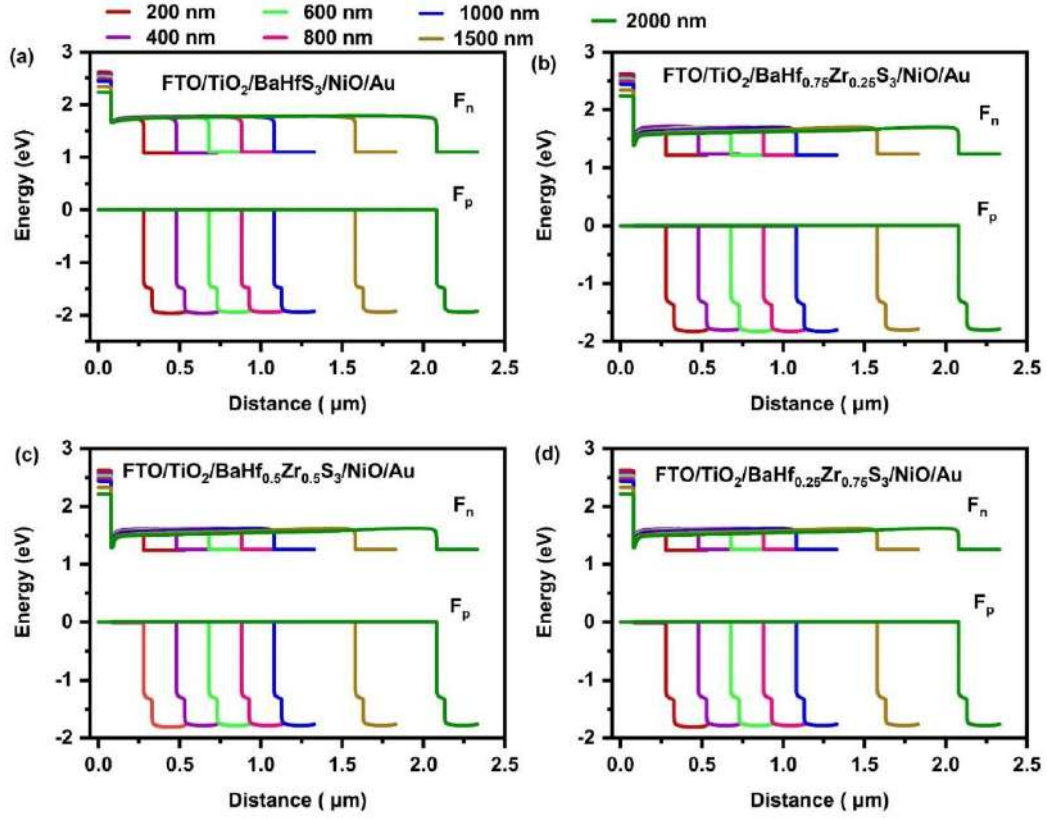 200 nm 600 nm 1000 nm 2000 nm
400 nm 800 nm 1500 nm
(a)
FTO/TiO₂/BaHfS₃/NiO/Au
Fₙ
Fₚ
3
2
1
0
-1
-2
Energy (eV)
0.0 0.5 1.0 1.5 2.0 2.5
Distance ( µm)
(b)
FTO/TiO₂/BaHf₀.₇₅Zr₀.₂₅S₃/NiO/Au
Fₙ
Fₚ
3
2
1
0
-1
-2
Energy (eV)
0.0 0.5 1.0 1.5 2.0 2.5
Distance ( µm)
(c)
FTO/TiO₂/BaHf₀.₅Zr₀.₅S₃/NiO/Au
Fₙ
Fₚ
3
2
1
0
-1
-2
Energy (eV)
0.0 0.5 1.0 1.5 2.0 2.5
Distance ( µm)
(d)
FTO/TiO₂/BaHf₀.₂₅Zr₀.₇₅S₃/NiO/Au
Fₙ
Fₚ
3
2
1
0
-1
-2
Energy (eV)
0.0 0.5 1.0 1.5 2.0 2.5
Distance ( µm)